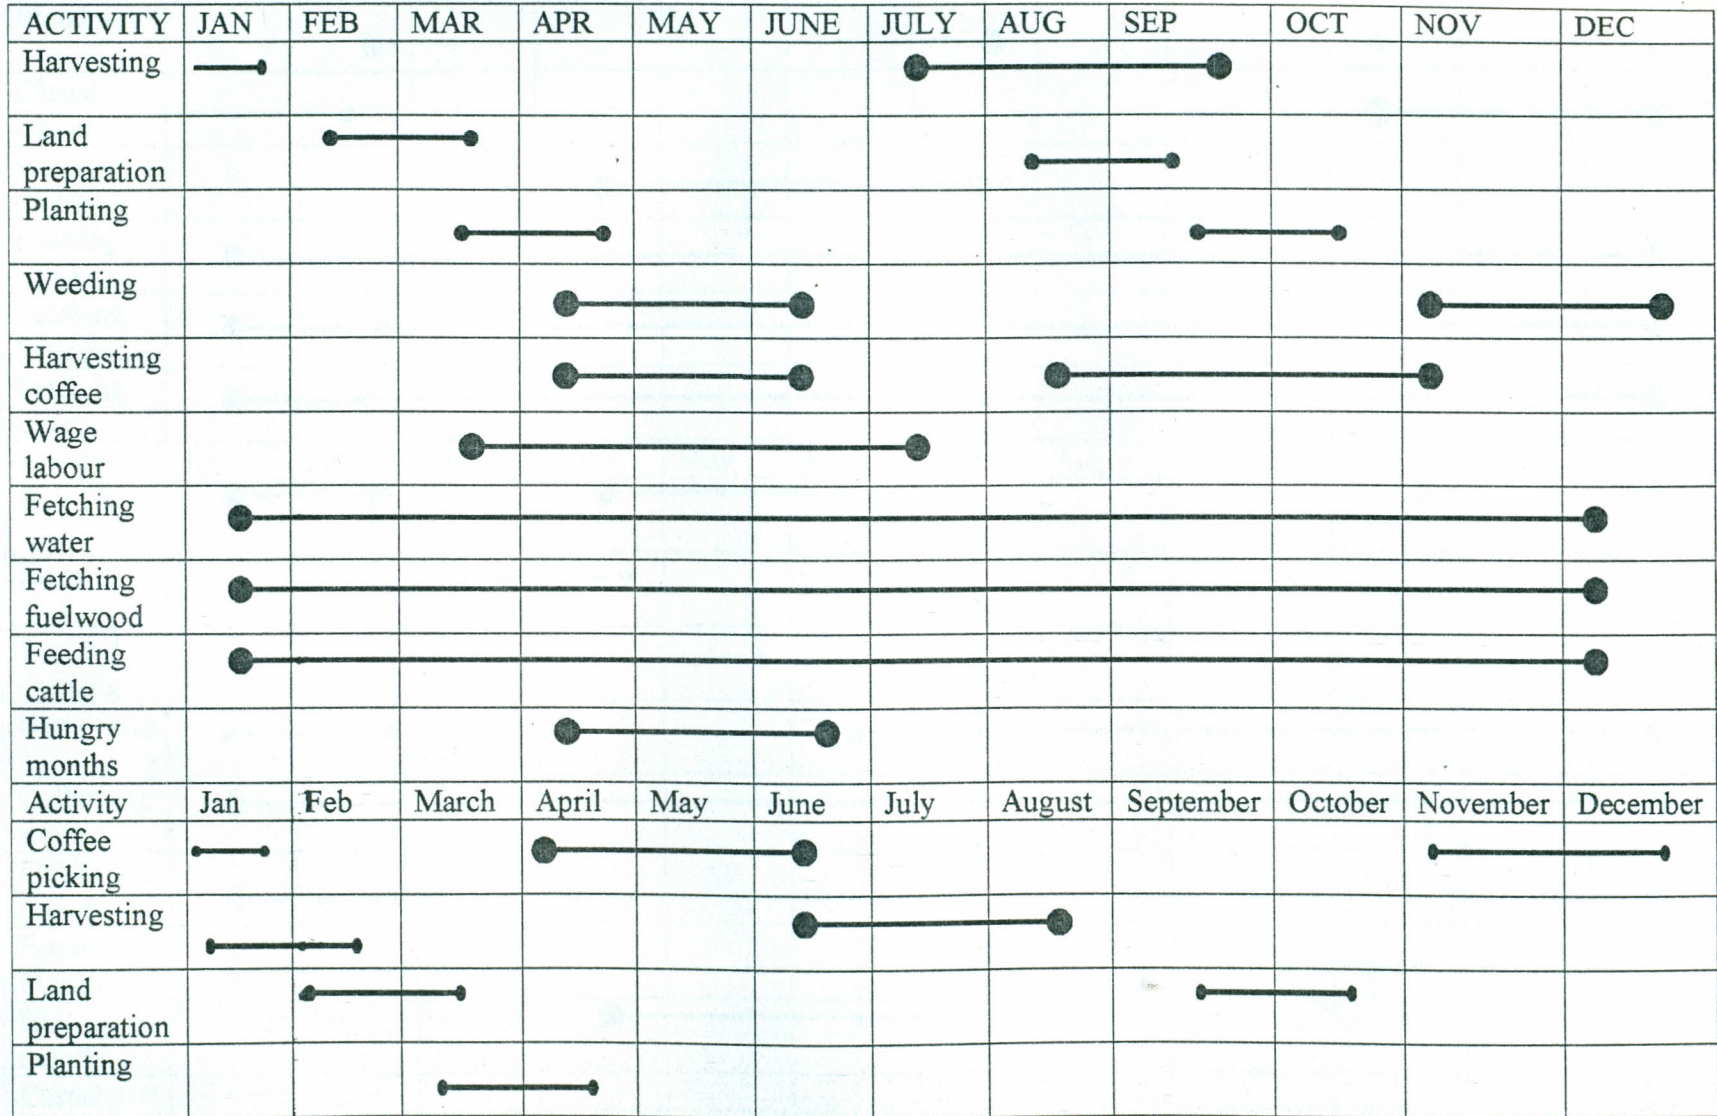 ACTIVITY JAN FEB MAR APR MAY JUNE JULY AUG SEP OCT NOV DEC
Harvesting
Land
preparation
Planting
Weeding
Harvesting
coffee
Wage
labour
Fetching
water
Fetching
fuelwood
Feeding
cattle
Hungry
months
Activity Jan Feb March April May June July August September October November December
Coffee
picking
Harvesting
Land
preparation
Planting